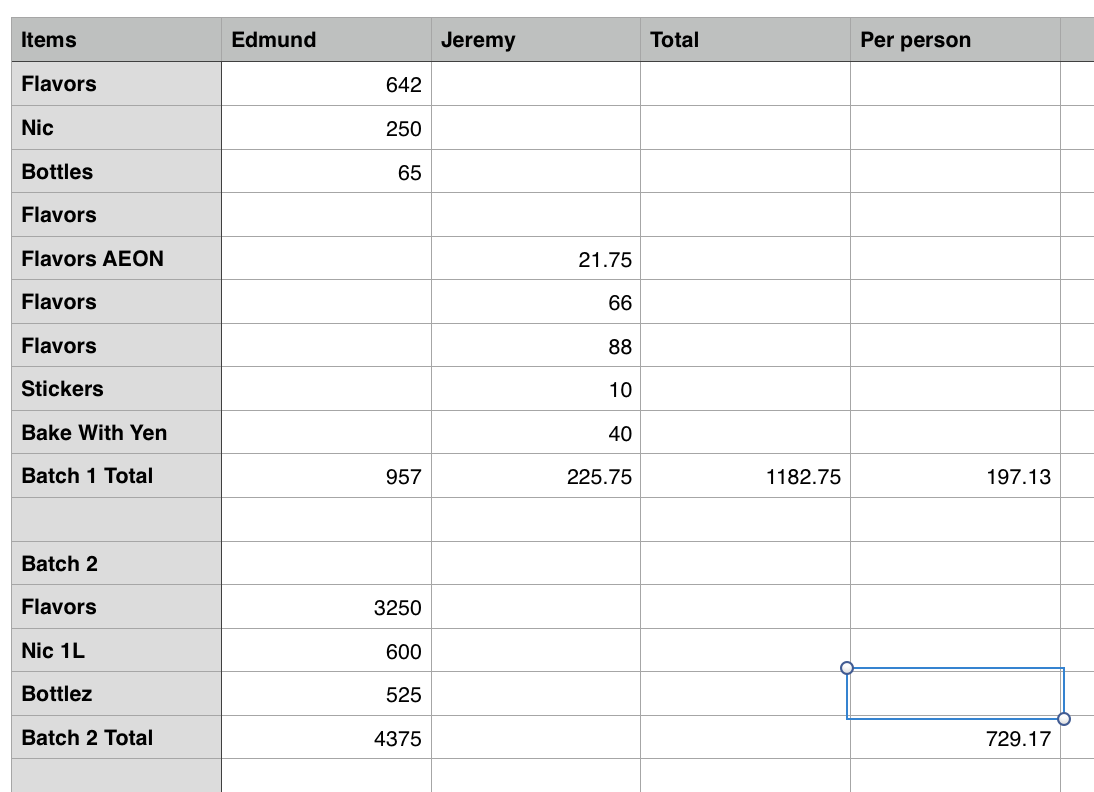 Items Edmund Jeremy Total Per person
Flavors 642
Nic 250
Bottles 65
Flavors
Flavors AEON 21.75
Flavors 66
Flavors 88
Stickers 10
Bake With Yen 40
Batch 1 Total 957 225.75 1182.75 197.13
Batch 2
Flavors 3250
Nic 1L 600
Bottlez 525
Batch 2 Total 4375 729.17